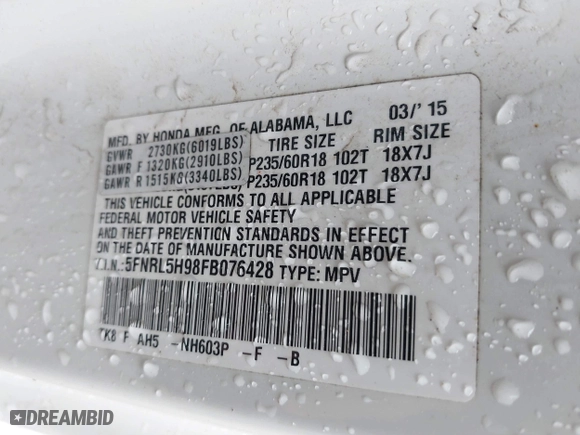 MFD. BY HONDA MFG. OF ALABAMA, LLC 03/'15
GVWR 2730KG(6019LBS) TIRE SIZE RIM SIZE
GAWR F 1320KG(2910LBS) P235/60R18 102T 18X7J
GAWR R 1515KG(3340LBS) P235/60R18 102T 18X7J
THIS VEHICLE CONFORMS TO ALL APPLICABLE
FEDERAL MOTOR VEHICLE SAFETY
AND THEFT PREVENTION STANDARDS IN EFFECT
ON THE DATE OF MANUFACTURE SHOWN ABOVE.
V.I.N.:5FNRL5H98FB076428 TYPE: MPV
TK8 F AH5 -NH603P -F -B
DREAMBID